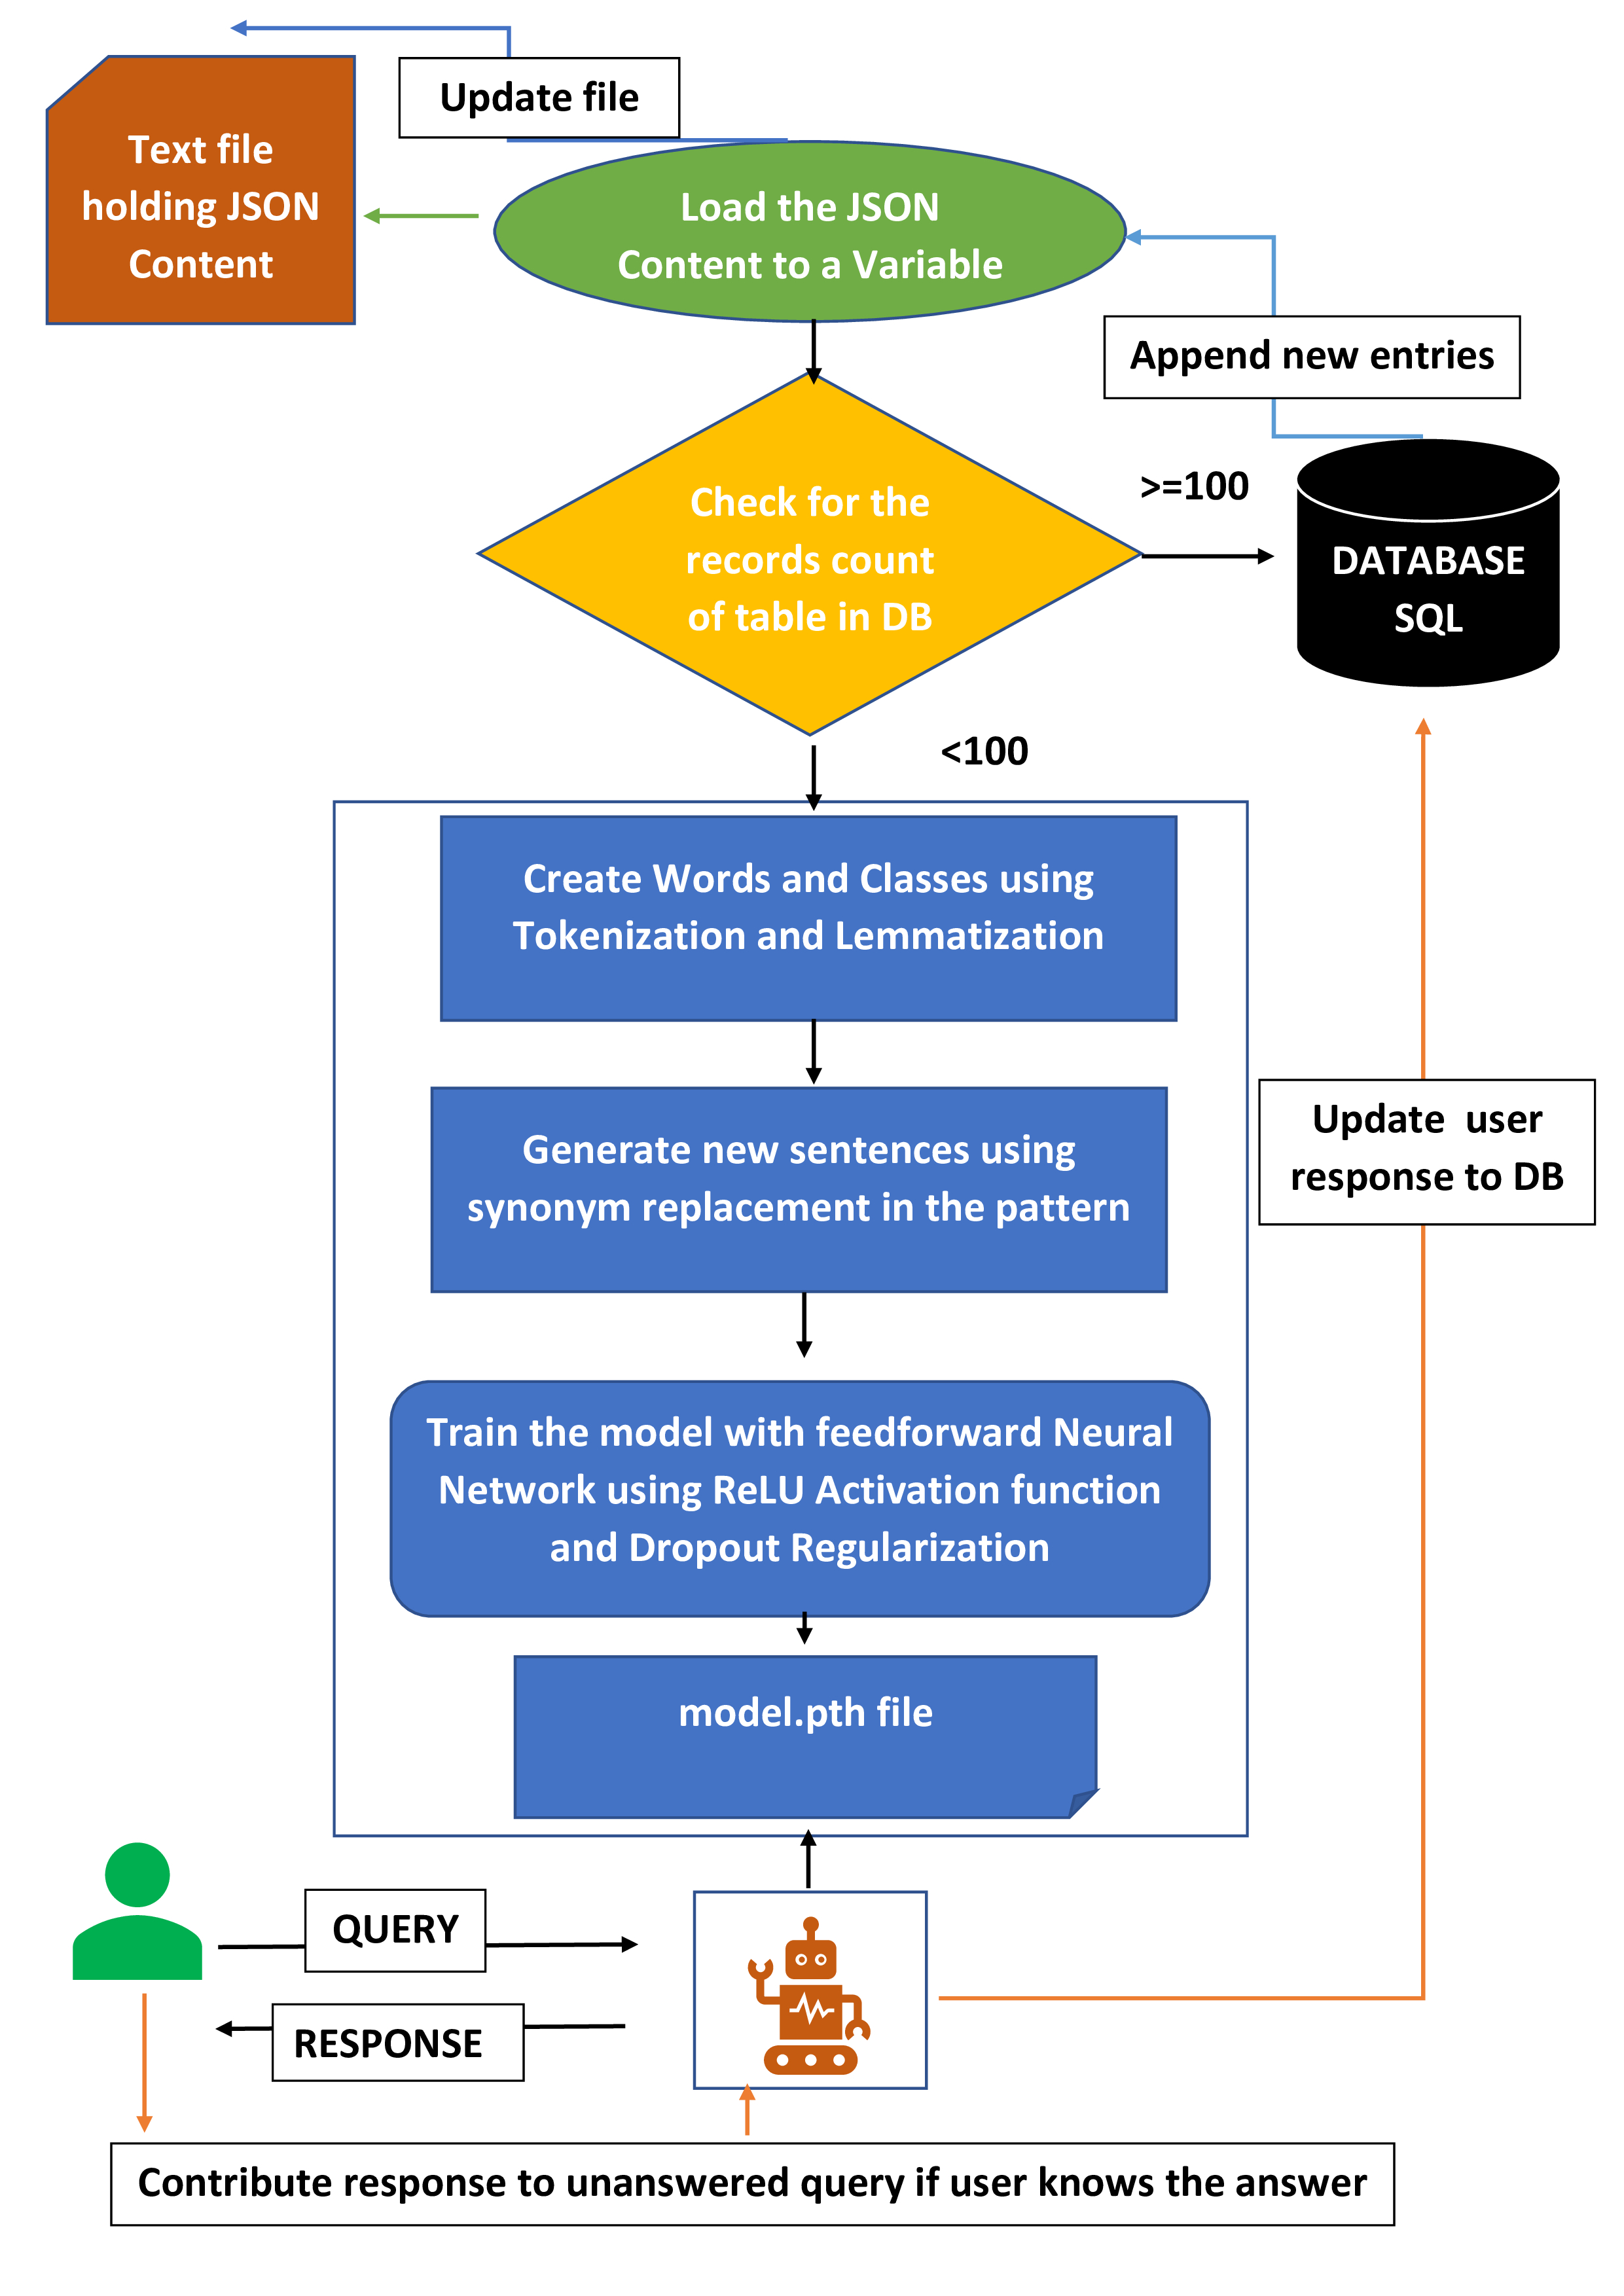 Update file
Text file
holding JSON
Content
Load the JSON
Content to a Variable
Append new entries
Check for the
records count
of table in DB
>=100
DATABASE
SQL
<100
Create Words and Classes using
Tokenization and Lemmatization
Generate new sentences using
synonym replacement in the pattern
Update  user
response to DB
Train the model with feedforward Neural
Network using ReLU Activation function
and Dropout Regularization
model.pth file
QUERY
RESPONSE
Contribute response to unanswered query if user knows the answer